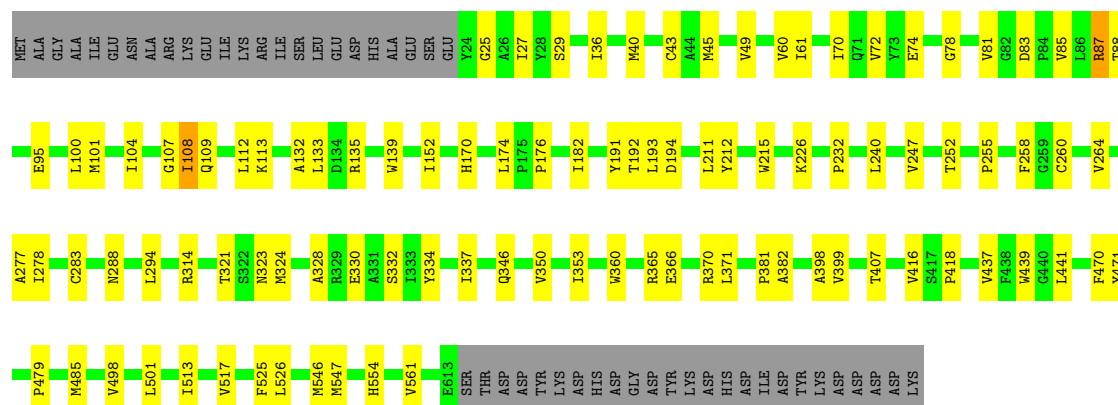 MET ALA GLY ALA ILE GLU ASN ALA ARG LYS GLU ILE LYS ARG ILE SER LEU GLU ASP HIS ALA GLU SER GLU Y24 G25 A26 I27 Y28 S29 I36 M40 C43 A44 M45 V49 V60 I61 I70 Q71 V72 Y73 E74 G78 V81 G82 D83 P84 V85 L86 R87 T88
E95 L100 M101 I104 G107 I108 Q109 L112 K113 A132 L133 D134 R135 W139 I152 H170 L174 P175 P176 I182 Y191 T192 L193 D194 L211 Y212 W215 K226 P232 L240 V247 T252 P255 F258 G259 C260 V264
A277 I278 C283 N288 L294 R314 T321 S322 N323 M324 A328 R329 E330 A331 S332 I333 Y334 I337 Q346 V350 I353 W360 R365 E366 R370 L371 P381 A382 A398 V399 T407 V416 S417 P418 V437 F438 W439 G440 L441 F470 Y471
P479 M485 V498 L501 I513 V517 F525 L526 M546 M547 H554 V561 E613 SER THR ASP ASP TYR LYS ASP HIS ASP GLY ASP TYR LYS ASP HIS ASP ILE ASP TYR LYS ASP ASP ASP ASP LYS